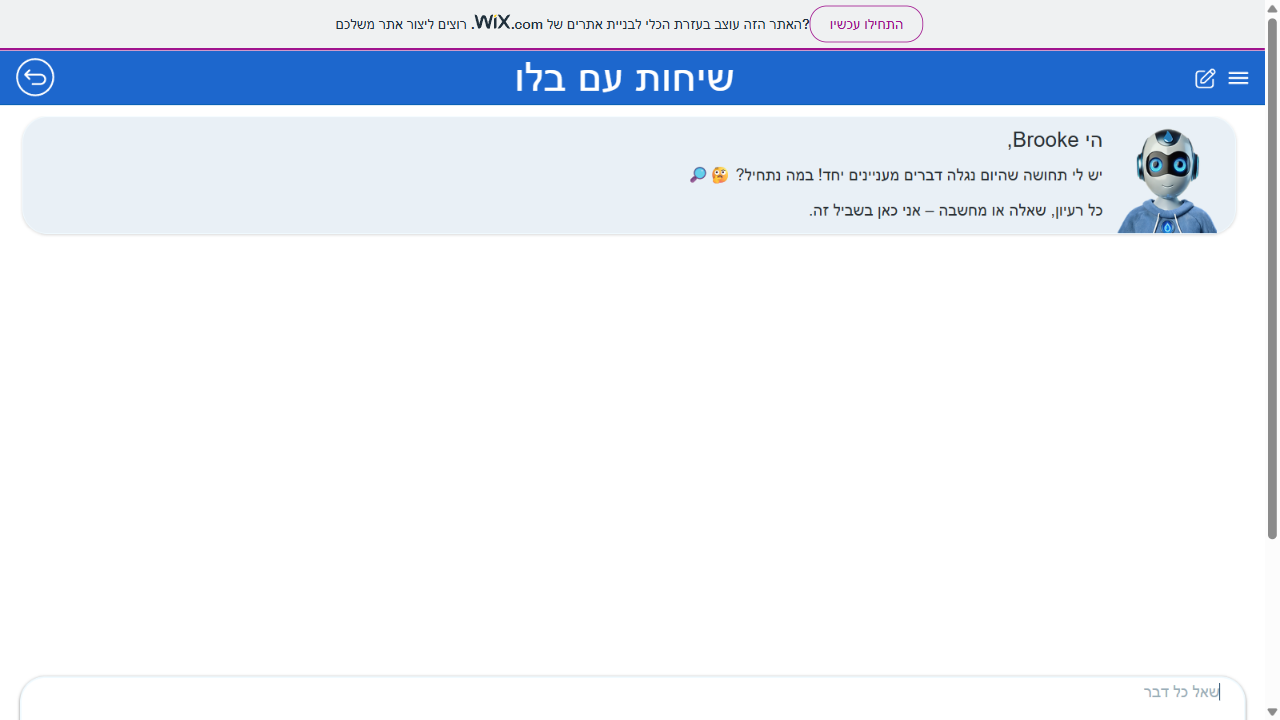 האתר הזה עוצב בעזרת הכלי לבניית אתרים של WiX.com. רוצים ליצור אתר משלכם? התחילו עכשיו
שיחות עם בלו
הי Brooke,
יש לי תחושה שהיום נגלה דברים מעניינים יחד! במה נתחיל? 🤔 🔎
כל רעיון, שאלה או מחשבה – אני כאן בשביל זה.
שאל כל דבר